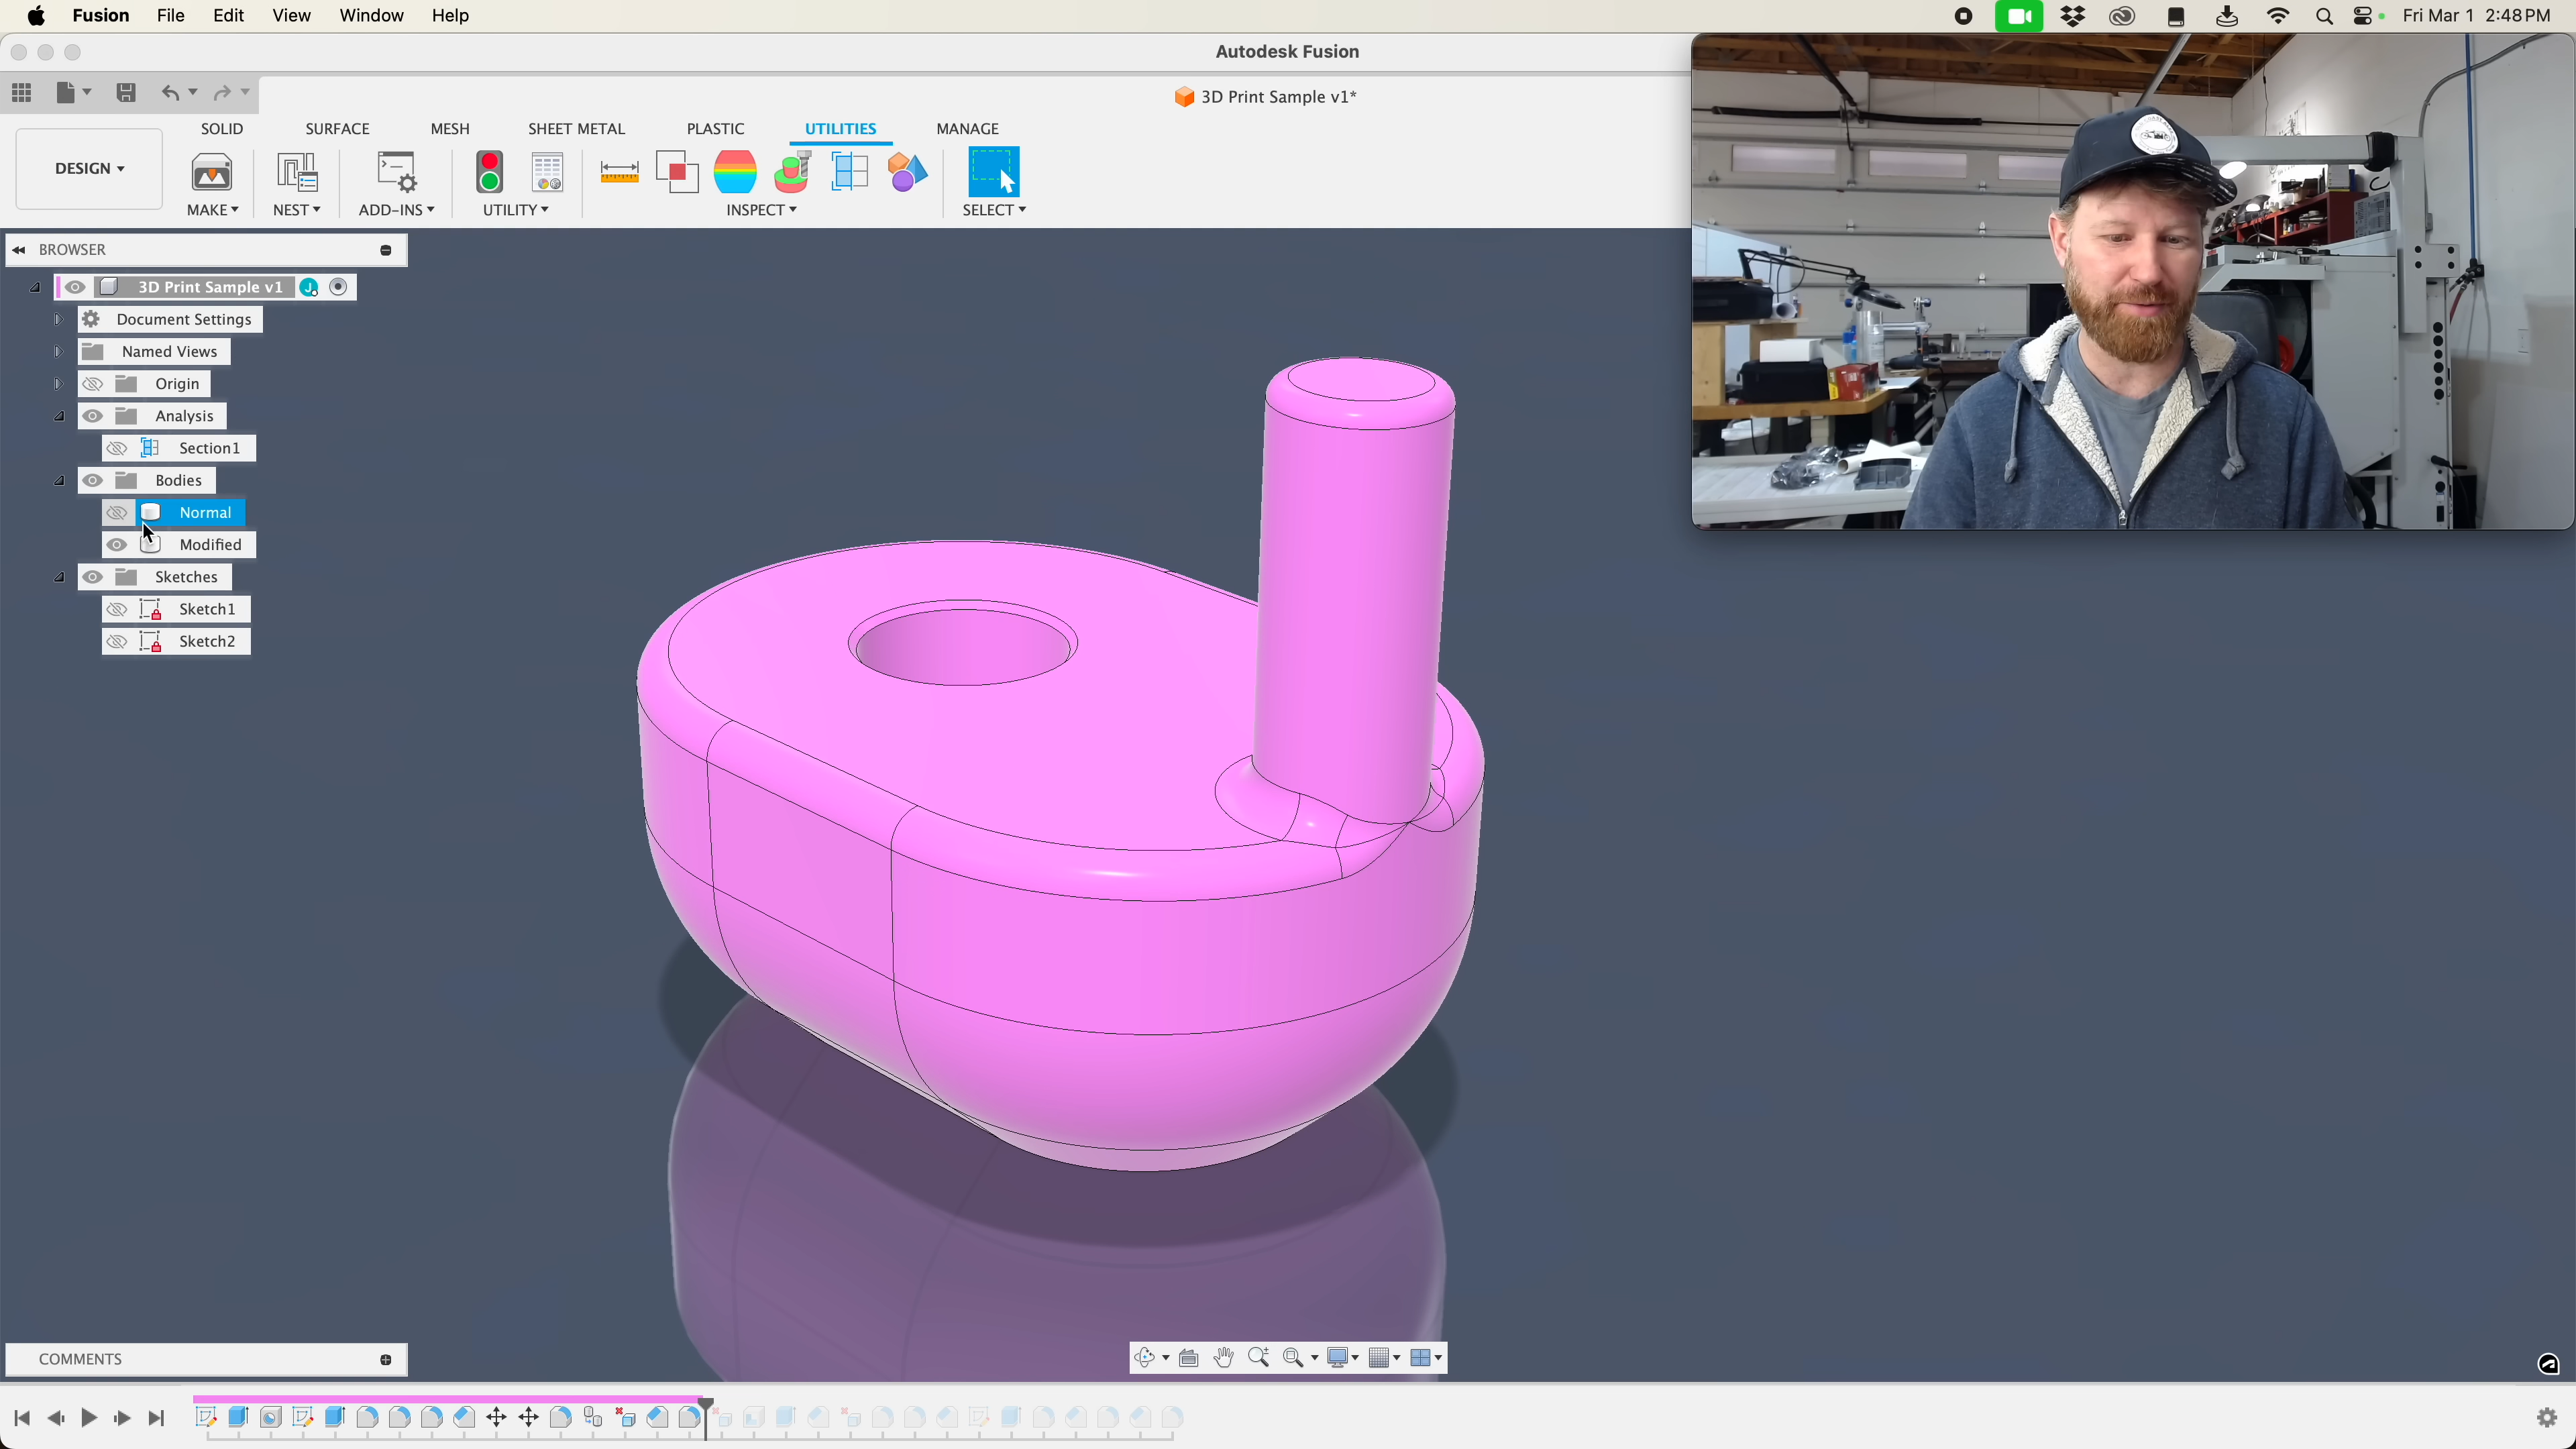 Fusion File Edit View Window Help
Fri Mar 1 2:48 PM
Autodesk Fusion
3D Print Sample v1*
SOLID SURFACE MESH SHEET METAL PLASTIC UTILITIES MANAGE
DESIGN
MAKE NEST ADD-INS UTILITY INSPECT SELECT
BROWSER
3D Print Sample v1
Document Settings
Named Views
Origin
Analysis
Section1
Bodies
Normal
Modified
Sketches
Sketch1
Sketch2
COMMENTS